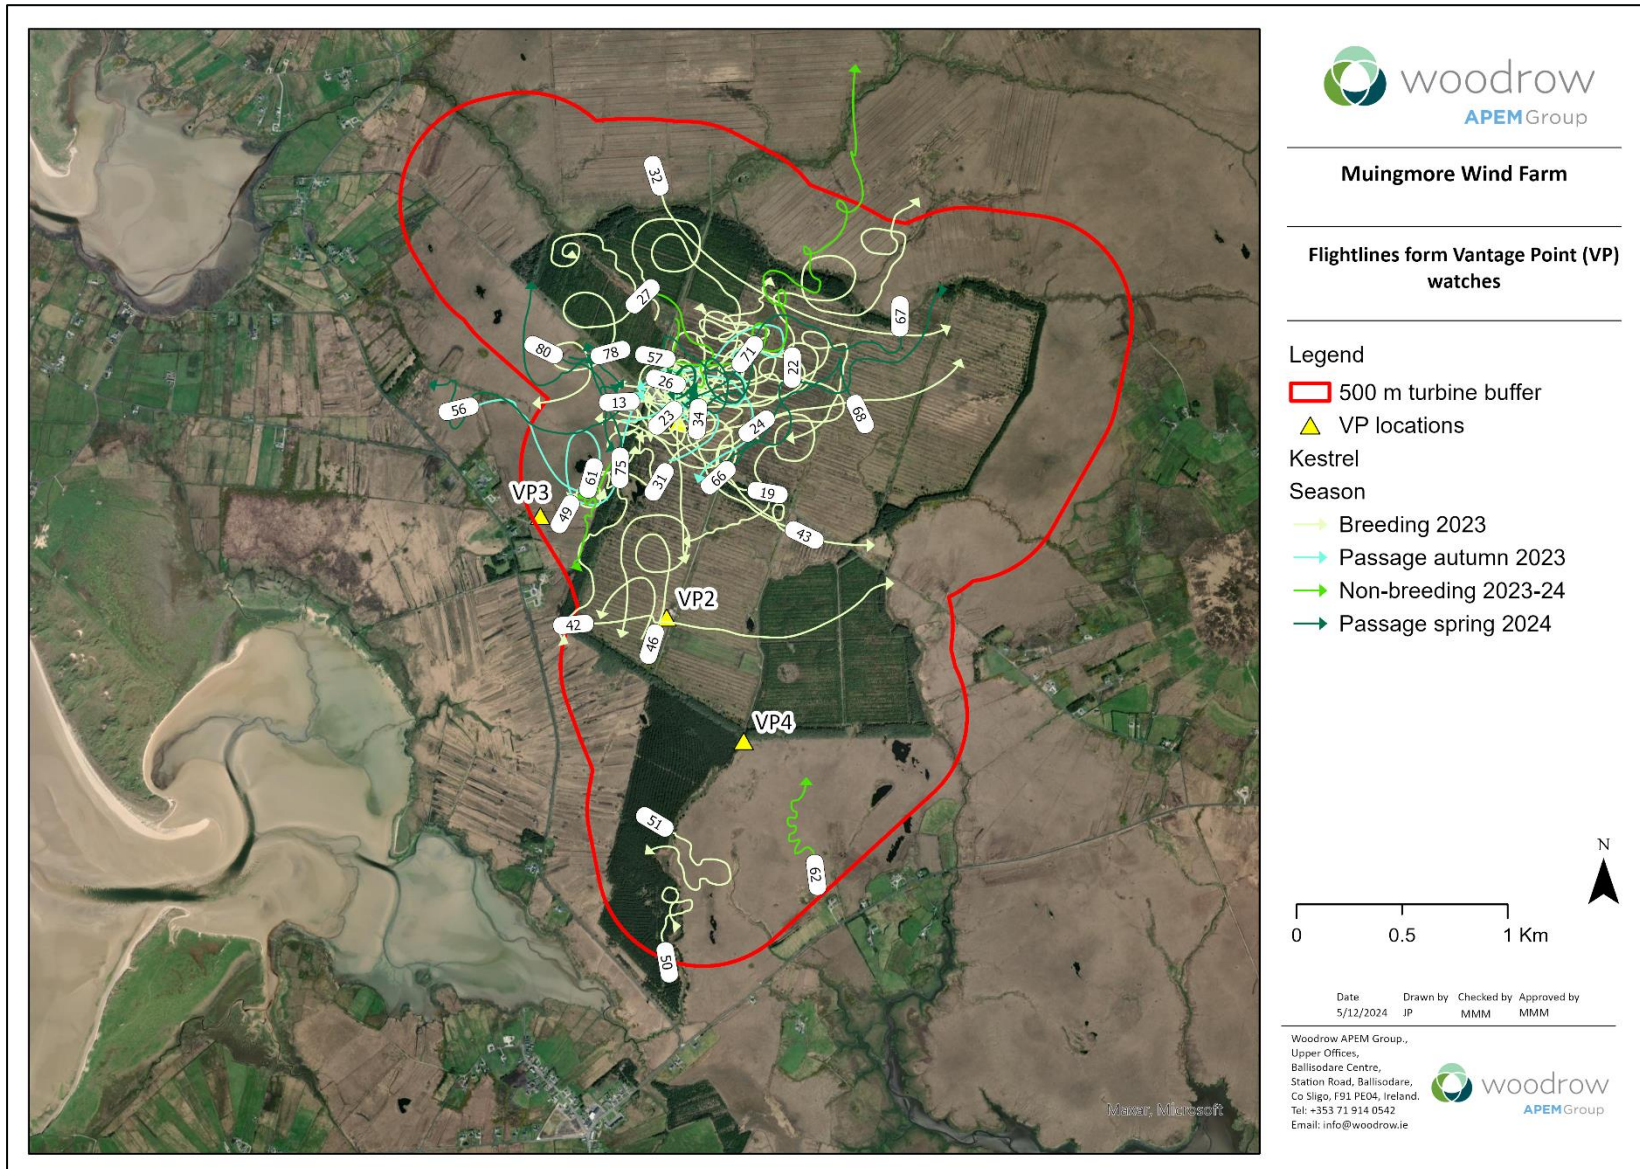 woodrow
APEMGroup
Muingmore Wind Farm
Flightlines form Vantage Point (VP)
watches
Legend
500 m turbine buffer
VP locations
Kestrel
Season
Breeding 2023
Passage autumn 2023
Non-breeding 2023-24
Passage spring 2024
32
27
67
80
78
57
71
22
26
56
13
23
34
24
68
61
75
31
66
19
VP3
49
43
42
VP2
46
VP4
51
62
50
Maxar, Microsoft
N
0 0.5 1 Km
Date Drawn by Checked by Approved by
5/12/2024 JP MMM MMM
Woodrow APEM Group.,
Upper Offices,
Ballisodare Centre,
Station Road, Ballisodare,
Co Sligo, F91 PE04, Ireland.
Tel: +353 71 914 0542
Email: info@woodrow.ie
woodrow
APEMGroup